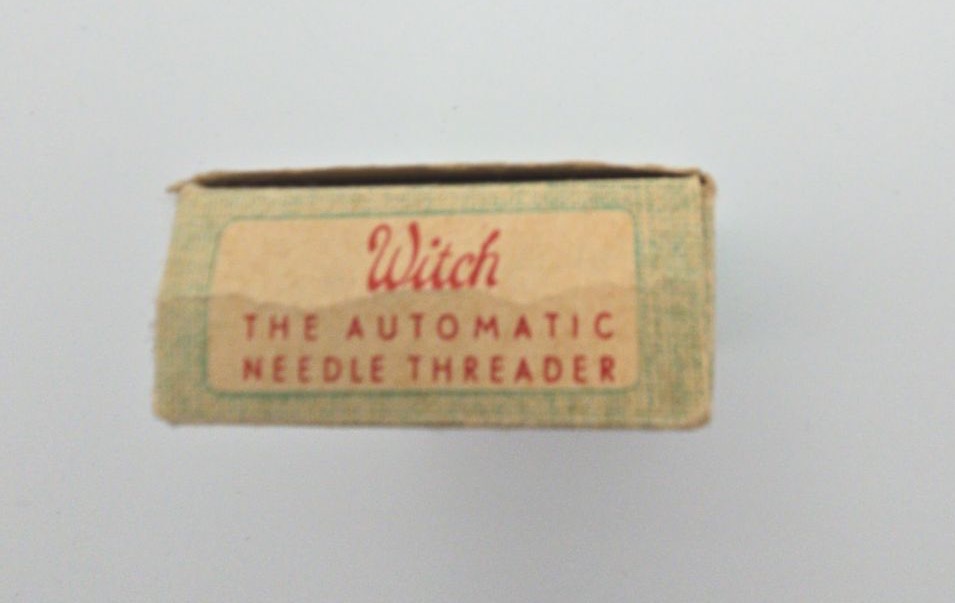 Witch
THE AUTOMATIC
NEEDLE THREADER